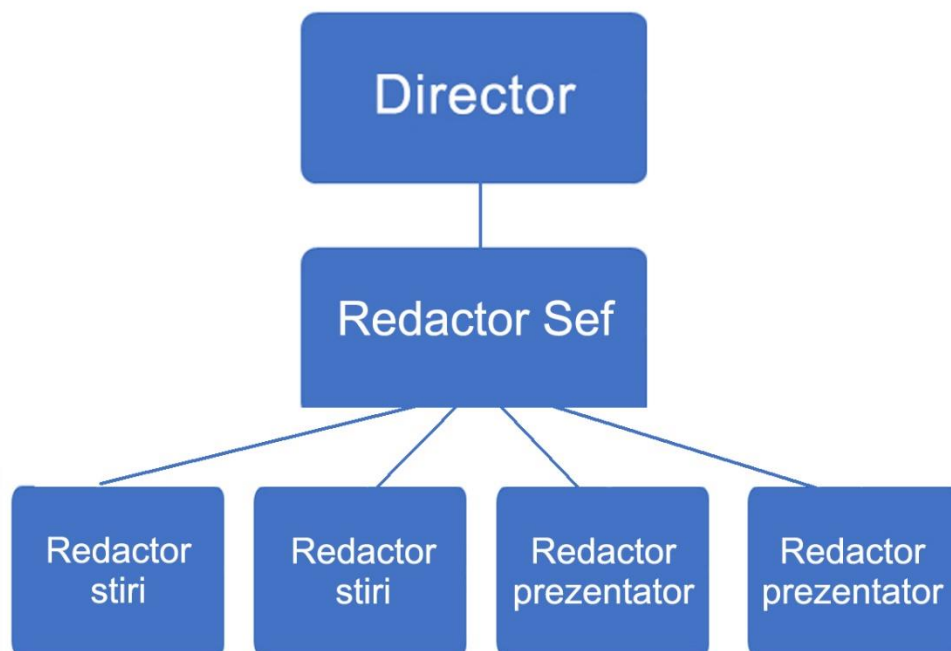 Director
Redactor Sef
Redactor
stiri
Redactor
stiri
Redactor
prezentator
Redactor
prezentator